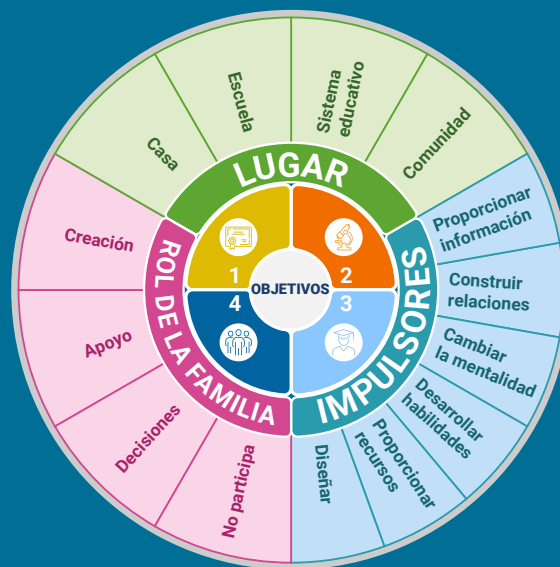 Casa
Escuela
Sistema
educativo
Comunidad
LUGAR
Proporcionar
información
Construir
relaciones
Cambiar
la mentalidad
Desarrollar
habilidades
Proporcionar
recursos
Diseñar
IMPULSORES
No participa
Decisiones
Apoyo
Creación
ROL DE LA FAMILIA
1
2
OBJETIVOS
4
3